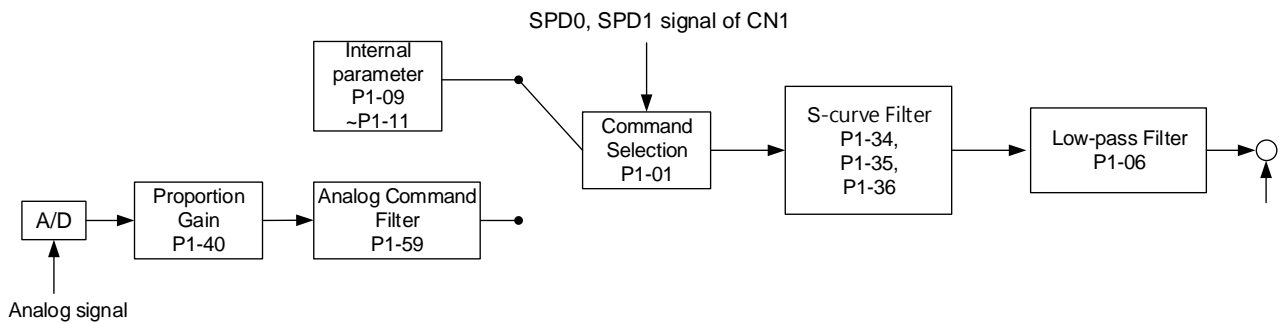 SPD0, SPD1 signal of CN1
Internal
parameter
P1-09
~P1-11
Command
Selection
P1-01
S-curve Filter
P1-34,
P1-35,
P1-36
Low-pass Filter
P1-06
A/D
Proportion
Gain
P1-40
Analog Command
Filter
P1-59
Analog signal